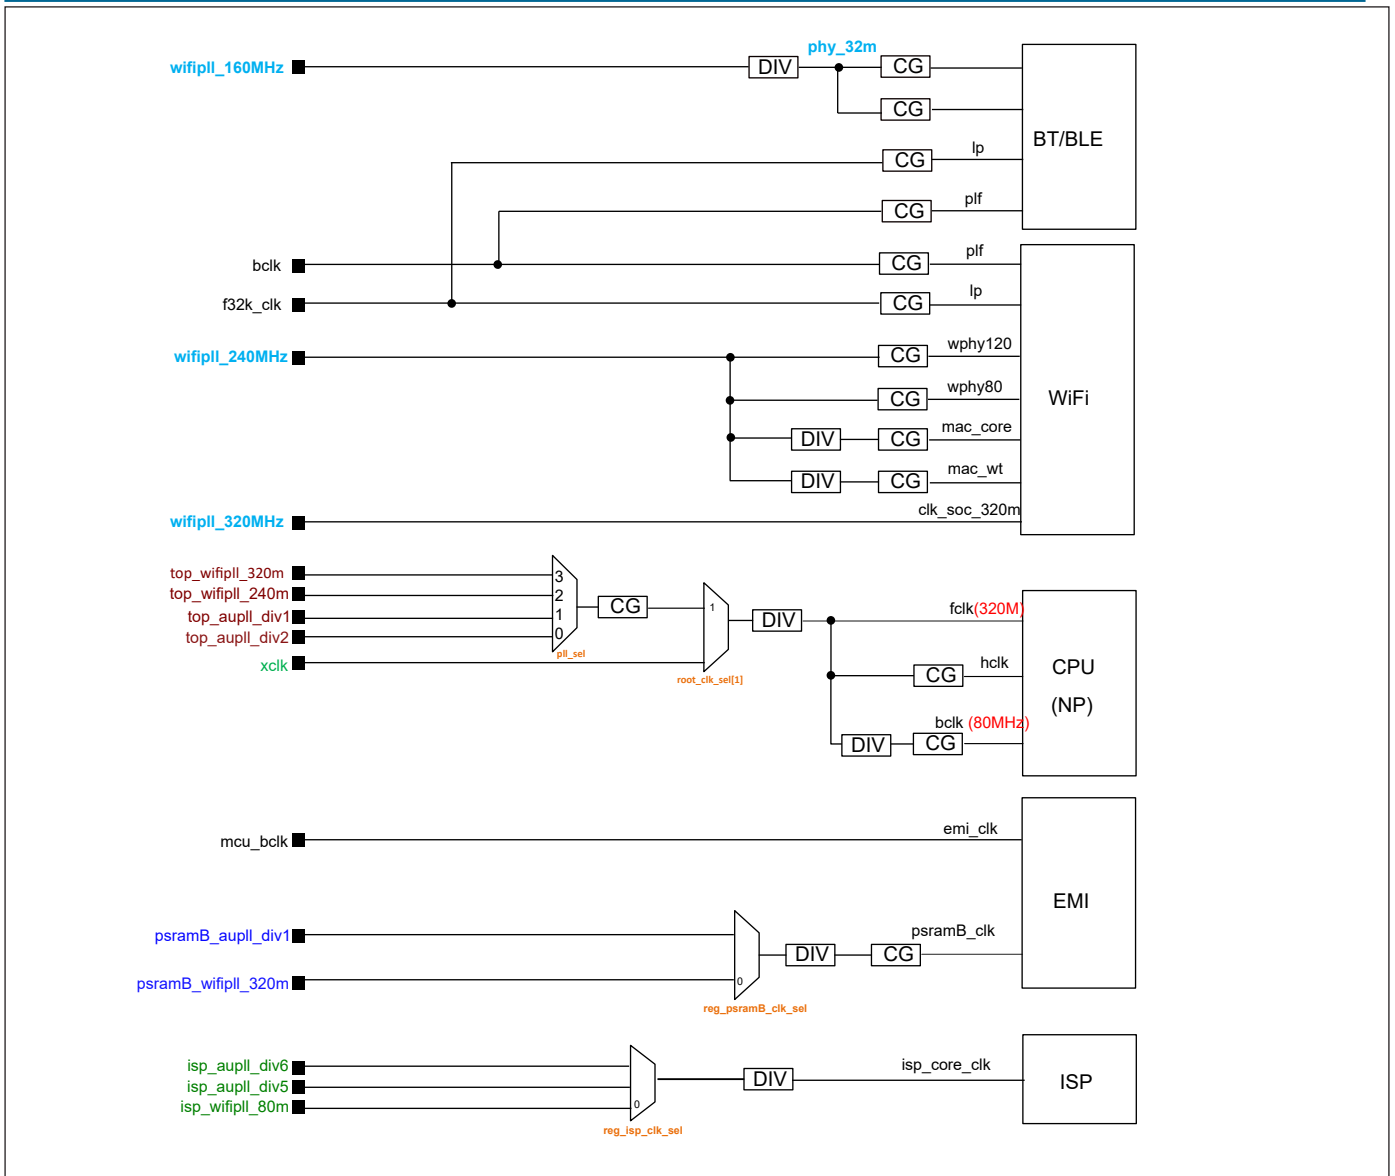 phy_32m
wifipll_160MHz DIV CG
CG
BT/BLE
lp
CG
plf
CG
plf
bclk CG
lp
f32k_clk CG
wphy120
wifipll_240MHz CG
wphy80
CG
WiFi
mac_core
DIV CG
mac_wt
DIV CG
clk_soc_320m
wifipll_320MHz
top_wifipll_320m 3
top_wifipll_240m 2
top_aupll_div1 1
top_aupll_div2 0
CG 1 DIV
fclk(320M)
pll_sel
xclk
root_clk_sel[1]
hclk
CG
CPU
(NP)
bclk (80MHz)
DIV CG
emi_clk
mcu_bclk
EMI
psramB_aupll_div1
psramB_clk
DIV CG
psramB_wifipll_320m 0
reg_psramB_clk_sel
isp_aupll_div6
isp_core_clk
isp_aupll_div5 DIV ISP
isp_wifipll_80m 0
reg_isp_clk_sel